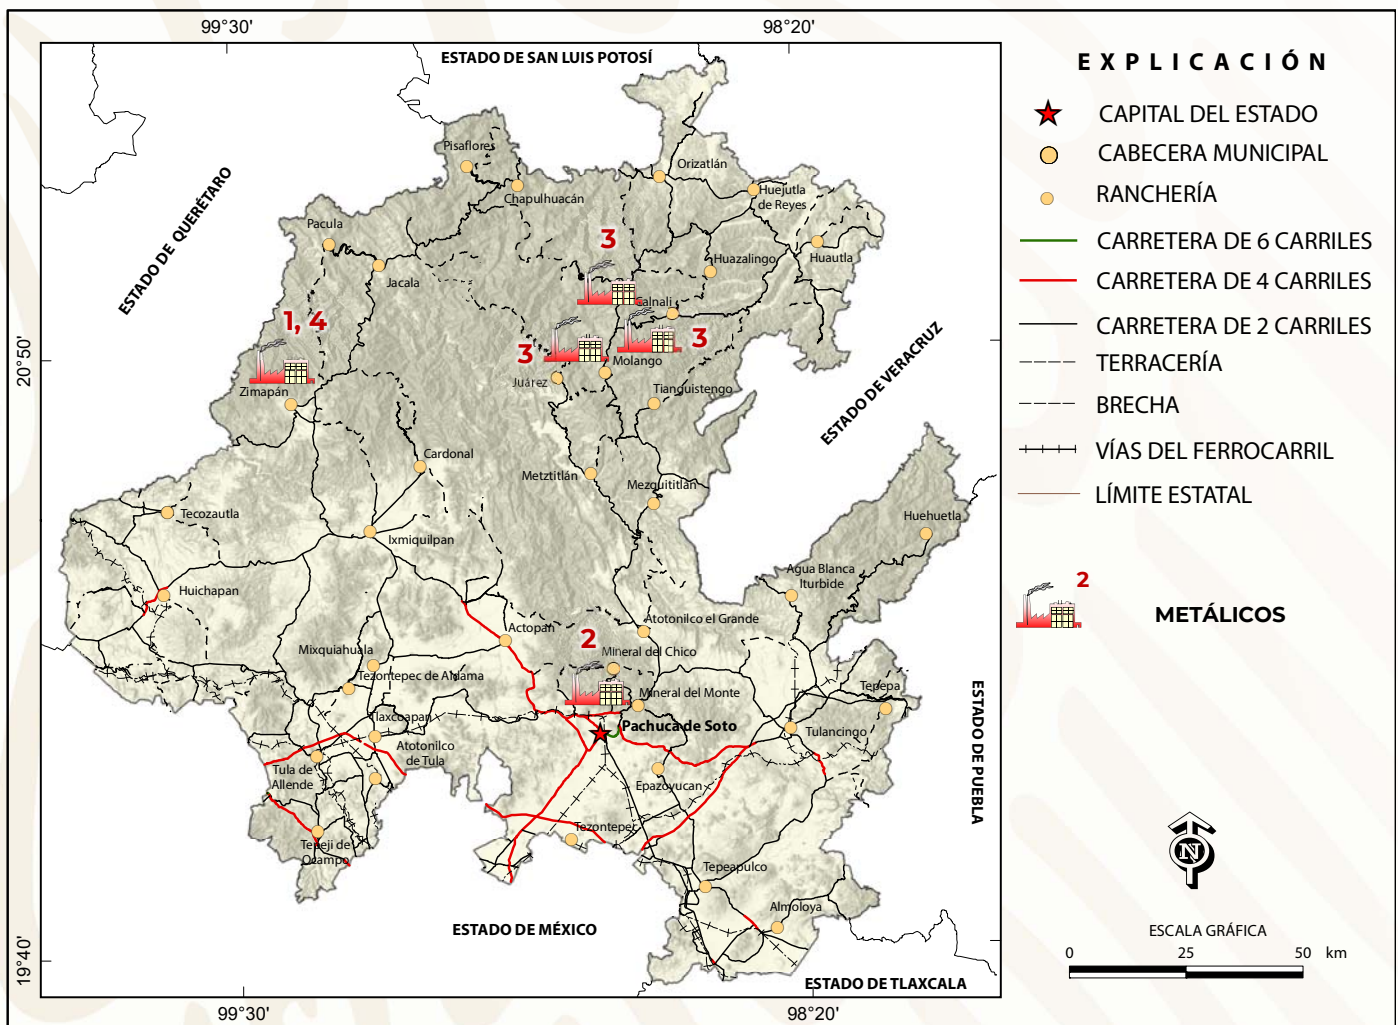 99°30'
98°20'
ESTADO DE SAN LUIS POTOSÍ
EXPLICACIÓN
CAPITAL DEL ESTADO
CABECERA MUNICIPAL
RANCHERÍA
CARRETERA DE 6 CARRILES
CARRETERA DE 4 CARRILES
CARRETERA DE 2 CARRILES
TERRACERÍA
BRECHA
VÍAS DEL FERROCARRIL
LÍMITE ESTATAL
2
METÁLICOS
N
ESCALA GRÁFICA
0
25
50
km
ESTADO DE QUERÉTARO
ESTADO DE VERACRUZ
ESTADO DE PUEBLA
ESTADO DE MÉXICO
ESTADO DE TLAXCALA
20°50'
19°40'
99°30'
98°20'
Pisaflores
Chapulhuacán
Orizatlán
Huejutla
de Reyes
Pacula
Jacala
3
Huazalingo
Huautla
Calnali
1, 4
3
3
Zimapán
Juárez
Molango
Tianguistengo
Cardonal
Metztitlán
Mezquititlán
Tecozautla
Ixmiquilpan
Huehuetla
Huichapan
Agua Blanca
Iturbide
Actopan
Atotonilco el Grande
2
Mineral del Chico
Mixquiahuala
Tezontepec de Aldama
Mineral del Monte
Tepepa
Tlaxcoapan
Pachuca de Soto
Tulancingo
Atotonilco
de Tula
Tula de
Allende
Epazoyucan
Tezontepec
Tepeji de
Ocampo
Tepeapulco
Almoloya